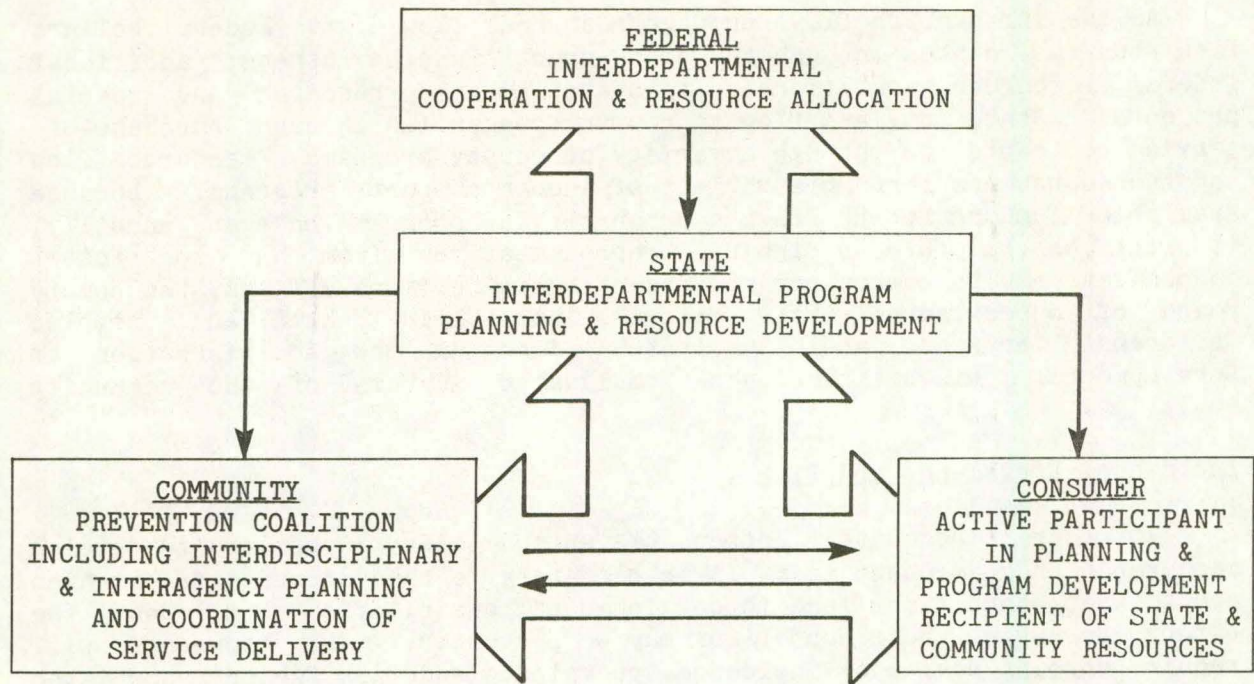 FEDERAL
INTERDEPARTMENTAL
COOPERATION & RESOURCE ALLOCATION
STATE
INTERDEPARTMENTAL PROGRAM
PLANNING & RESOURCE DEVELOPMENT
COMMUNITY
PREVENTION COALITION
INCLUDING INTERDISCIPLINARY
& INTERAGENCY PLANNING
AND COORDINATION OF
SERVICE DELIVERY
CONSUMER
ACTIVE PARTICIPANT
IN PLANNING &
PROGRAM DEVELOPMENT
RECIPIENT OF STATE &
COMMUNITY RESOURCES